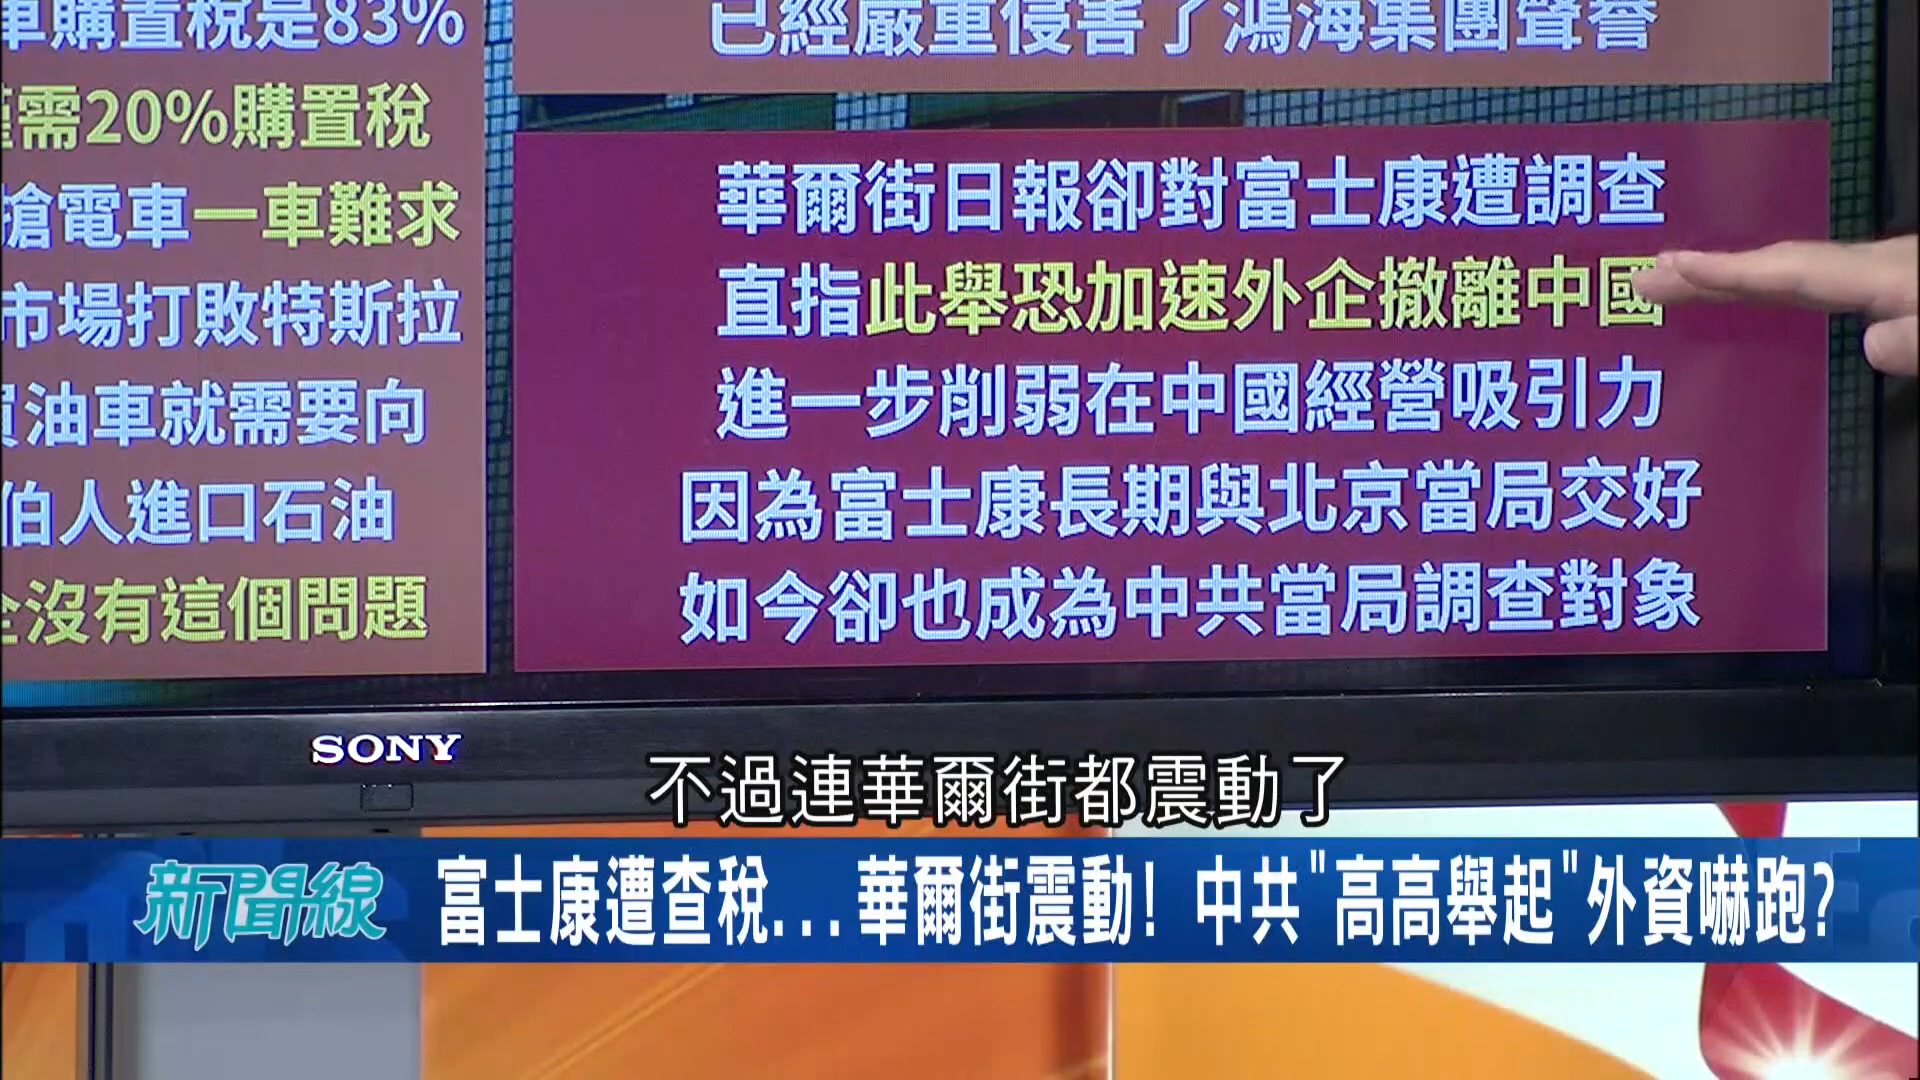 車購置稅是83%
僅需20%購置稅
搶電車一車難求
市場打敗特斯拉
買油車就需要向
伯人進口石油
全沒有這個問題
已經嚴重侵害了鴻海集團聲譽
華爾街日報卻對富士康遭調查
直指此舉恐加速外企撤離中國
進一步削弱在中國經營吸引力
因為富士康長期與北京當局交好
如今卻也成為中共當局調查對象
SONY
不過連華爾街都震動了
新聞線
富士康遭查稅...華爾街震動! 中共"高高舉起"外資嚇跑?